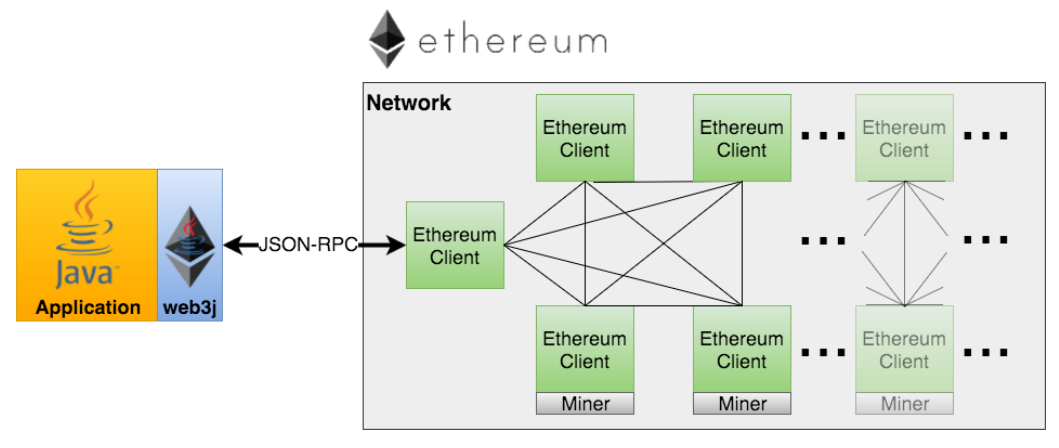 ethereum
Network
Ethereum
Client
Ethereum
Client
Ethereum
Client
Ethereum
Client
Java™
Application
web3j
JSON-RPC
Ethereum
Client
Miner
Ethereum
Client
Miner
Ethereum
Client
Miner